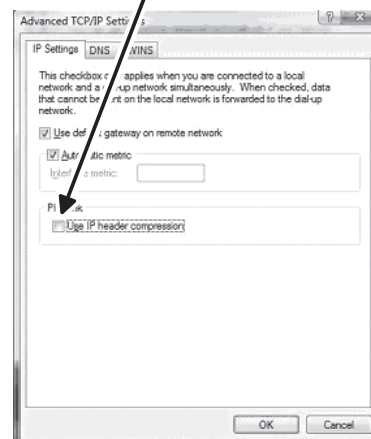 Advanced TCP/IP
IP Settings DNS
This checkbox applies when you are connected to a local
network and a network simultaneously. When checked, data
that cannot be on the local network is forwarded to the dial-up
network.
Use gateway on remote network
metric
metric:
Use IP header compression
OK Cancel